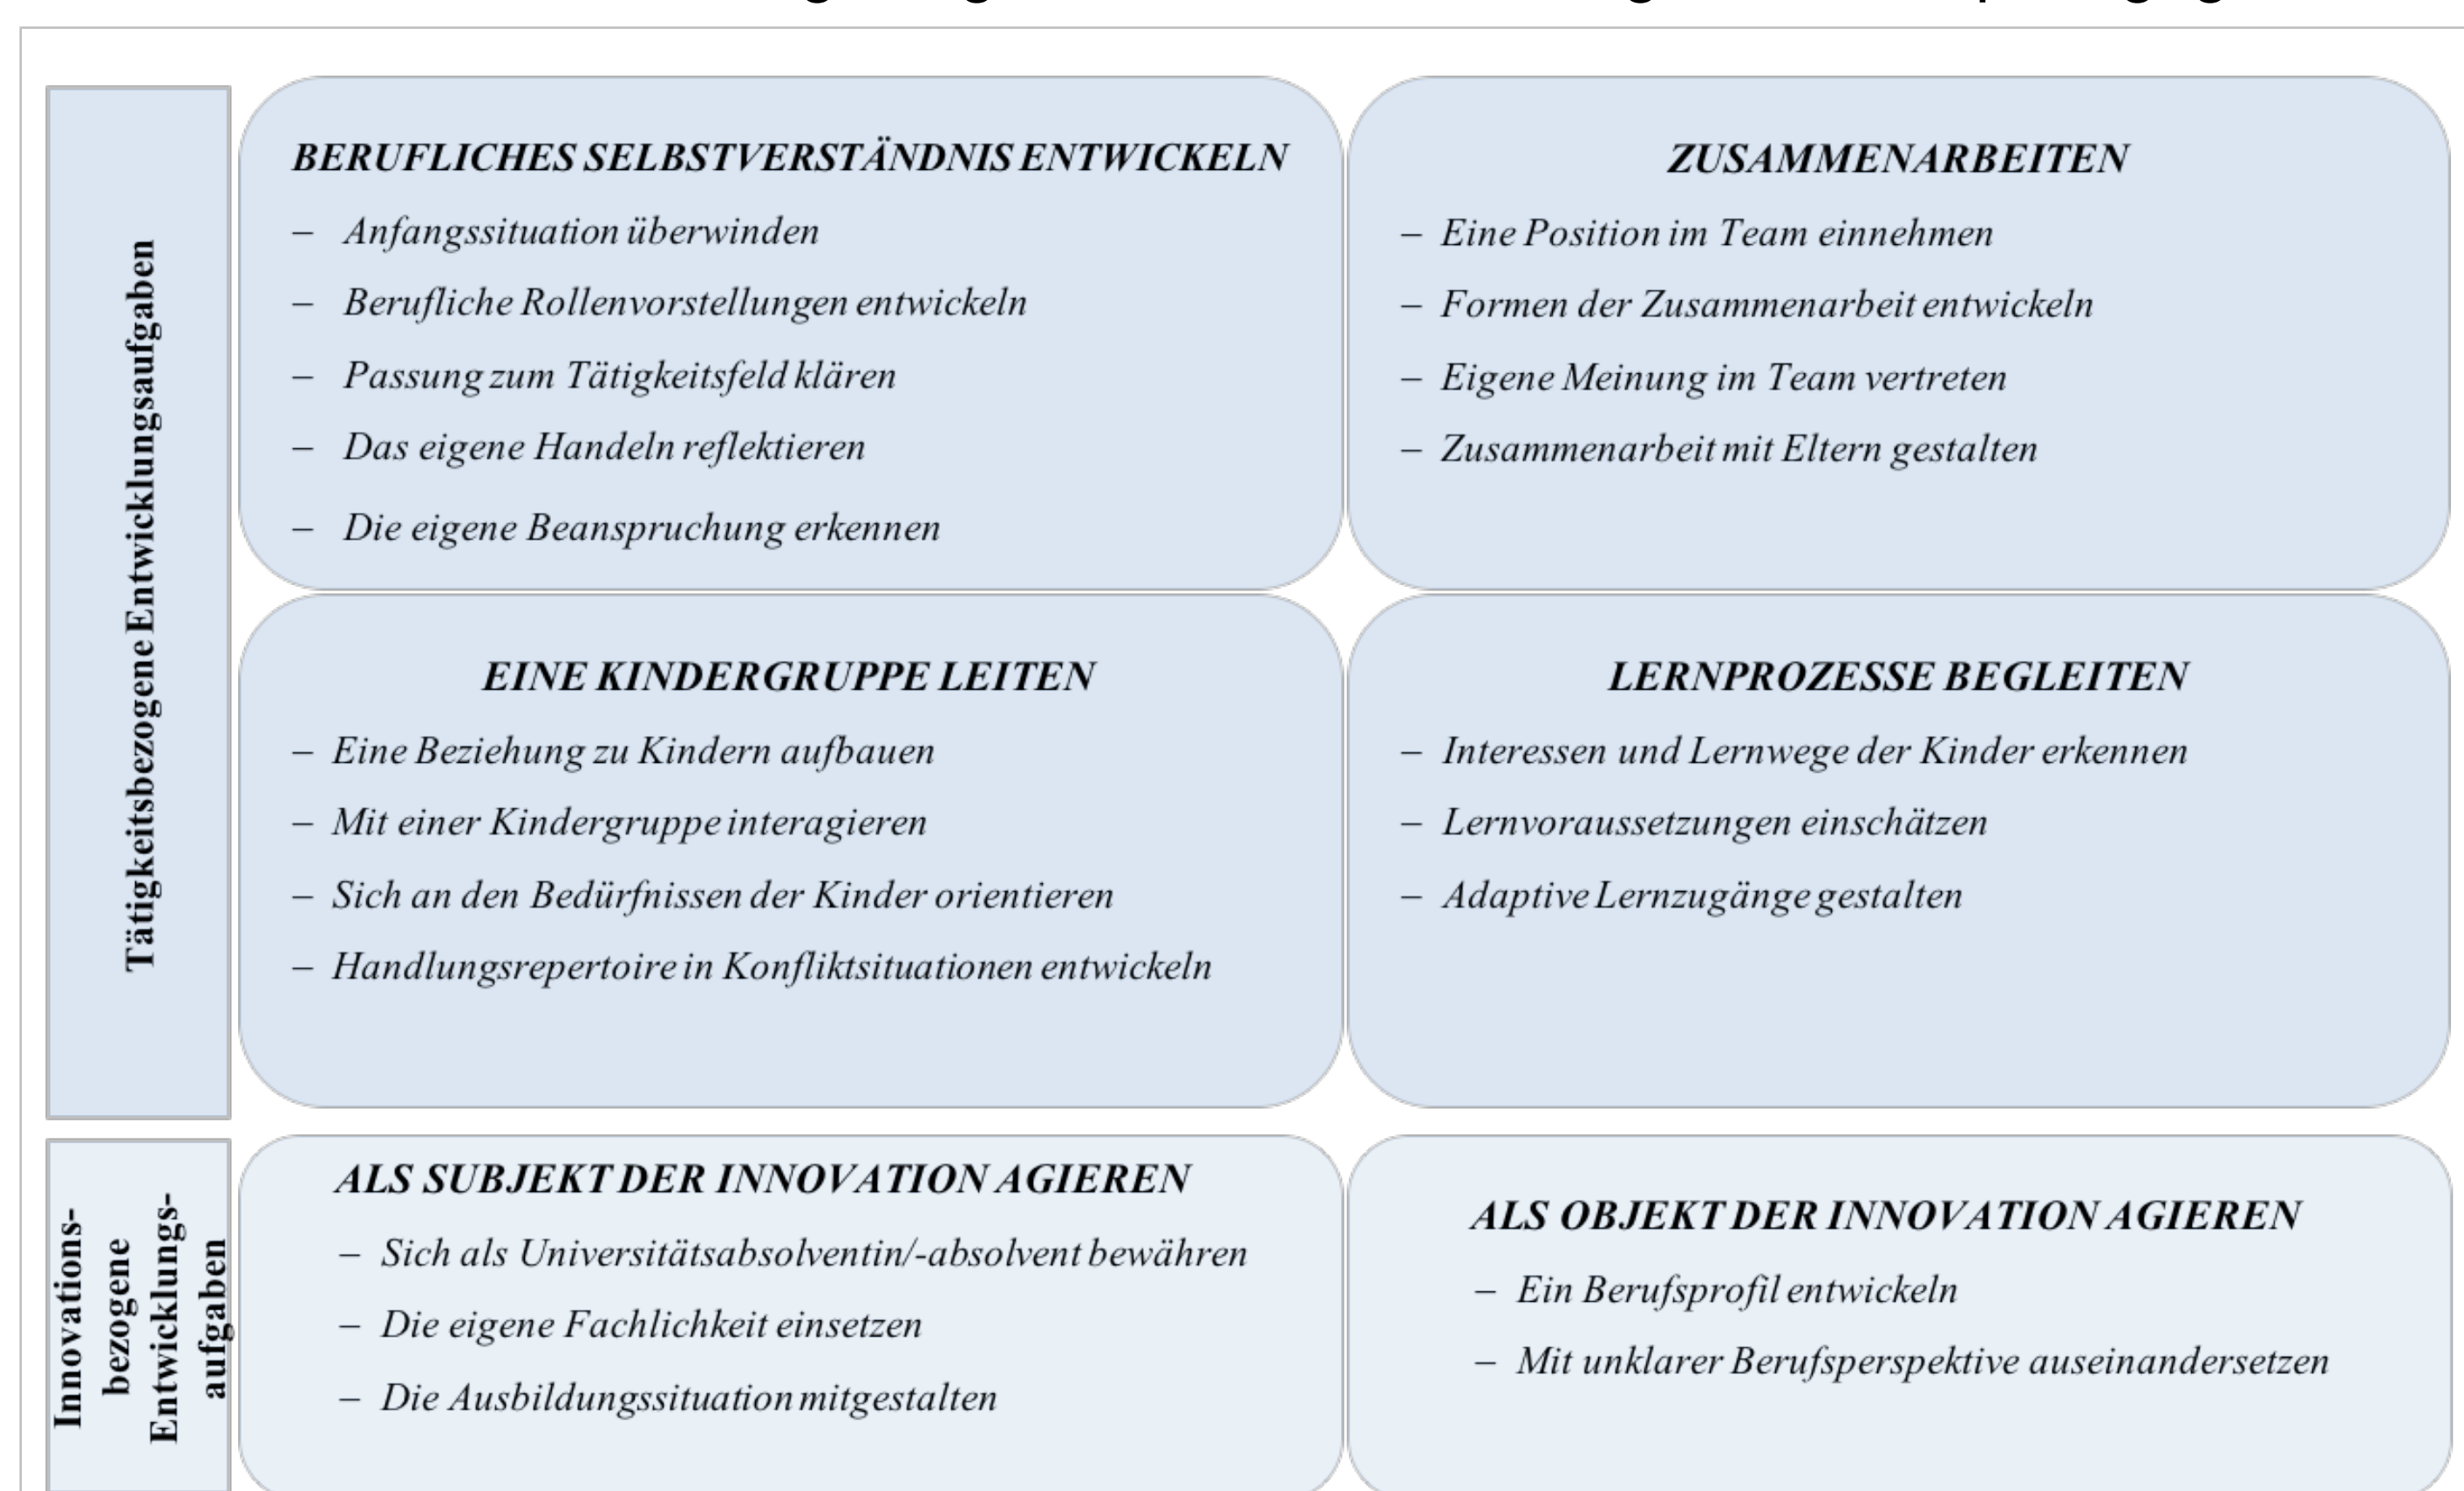 Tätigkeitsbezogene Entwicklungsaufgaben
BERUFLICHES SELBSTVERSTÄNDNIS ENTWICKELN
– Anfangssituation überwinden
– Berufliche Rollenvorstellungen entwickeln
– Passung zum Tätigkeitsfeld klären
– Das eigene Handeln reflektieren
– Die eigene Beanspruchung erkennen
ZUSAMMENARBEITEN
– Eine Position im Team einnehmen
– Formen der Zusammenarbeit entwickeln
– Eigene Meinung im Team vertreten
– Zusammenarbeit mit Eltern gestalten
EINE KINDERGRUPPE LEITEN
– Eine Beziehung zu Kindern aufbauen
– Mit einer Kindergruppe interagieren
– Sich an den Bedürfnissen der Kinder orientieren
– Handlungsrepertoire in Konfliktsituationen entwickeln
LERNPROZESSE BEGLEITEN
– Interessen und Lernwege der Kinder erkennen
– Lernvoraussetzungen einschätzen
– Adaptive Lernzugänge gestalten
Innovations-
bezogene
Entwicklungs-
aufgaben
ALS SUBJEKT DER INNOVATION AGIEREN
– Sich als Universitätsabsolventin/-absolvent bewähren
– Die eigene Fachlichkeit einsetzen
– Die Ausbildungssituation mitgestalten
ALS OBJEKT DER INNOVATION AGIEREN
– Ein Berufsprofil entwickeln
– Mit unklarer Berufsperspektive auseinandersetzen